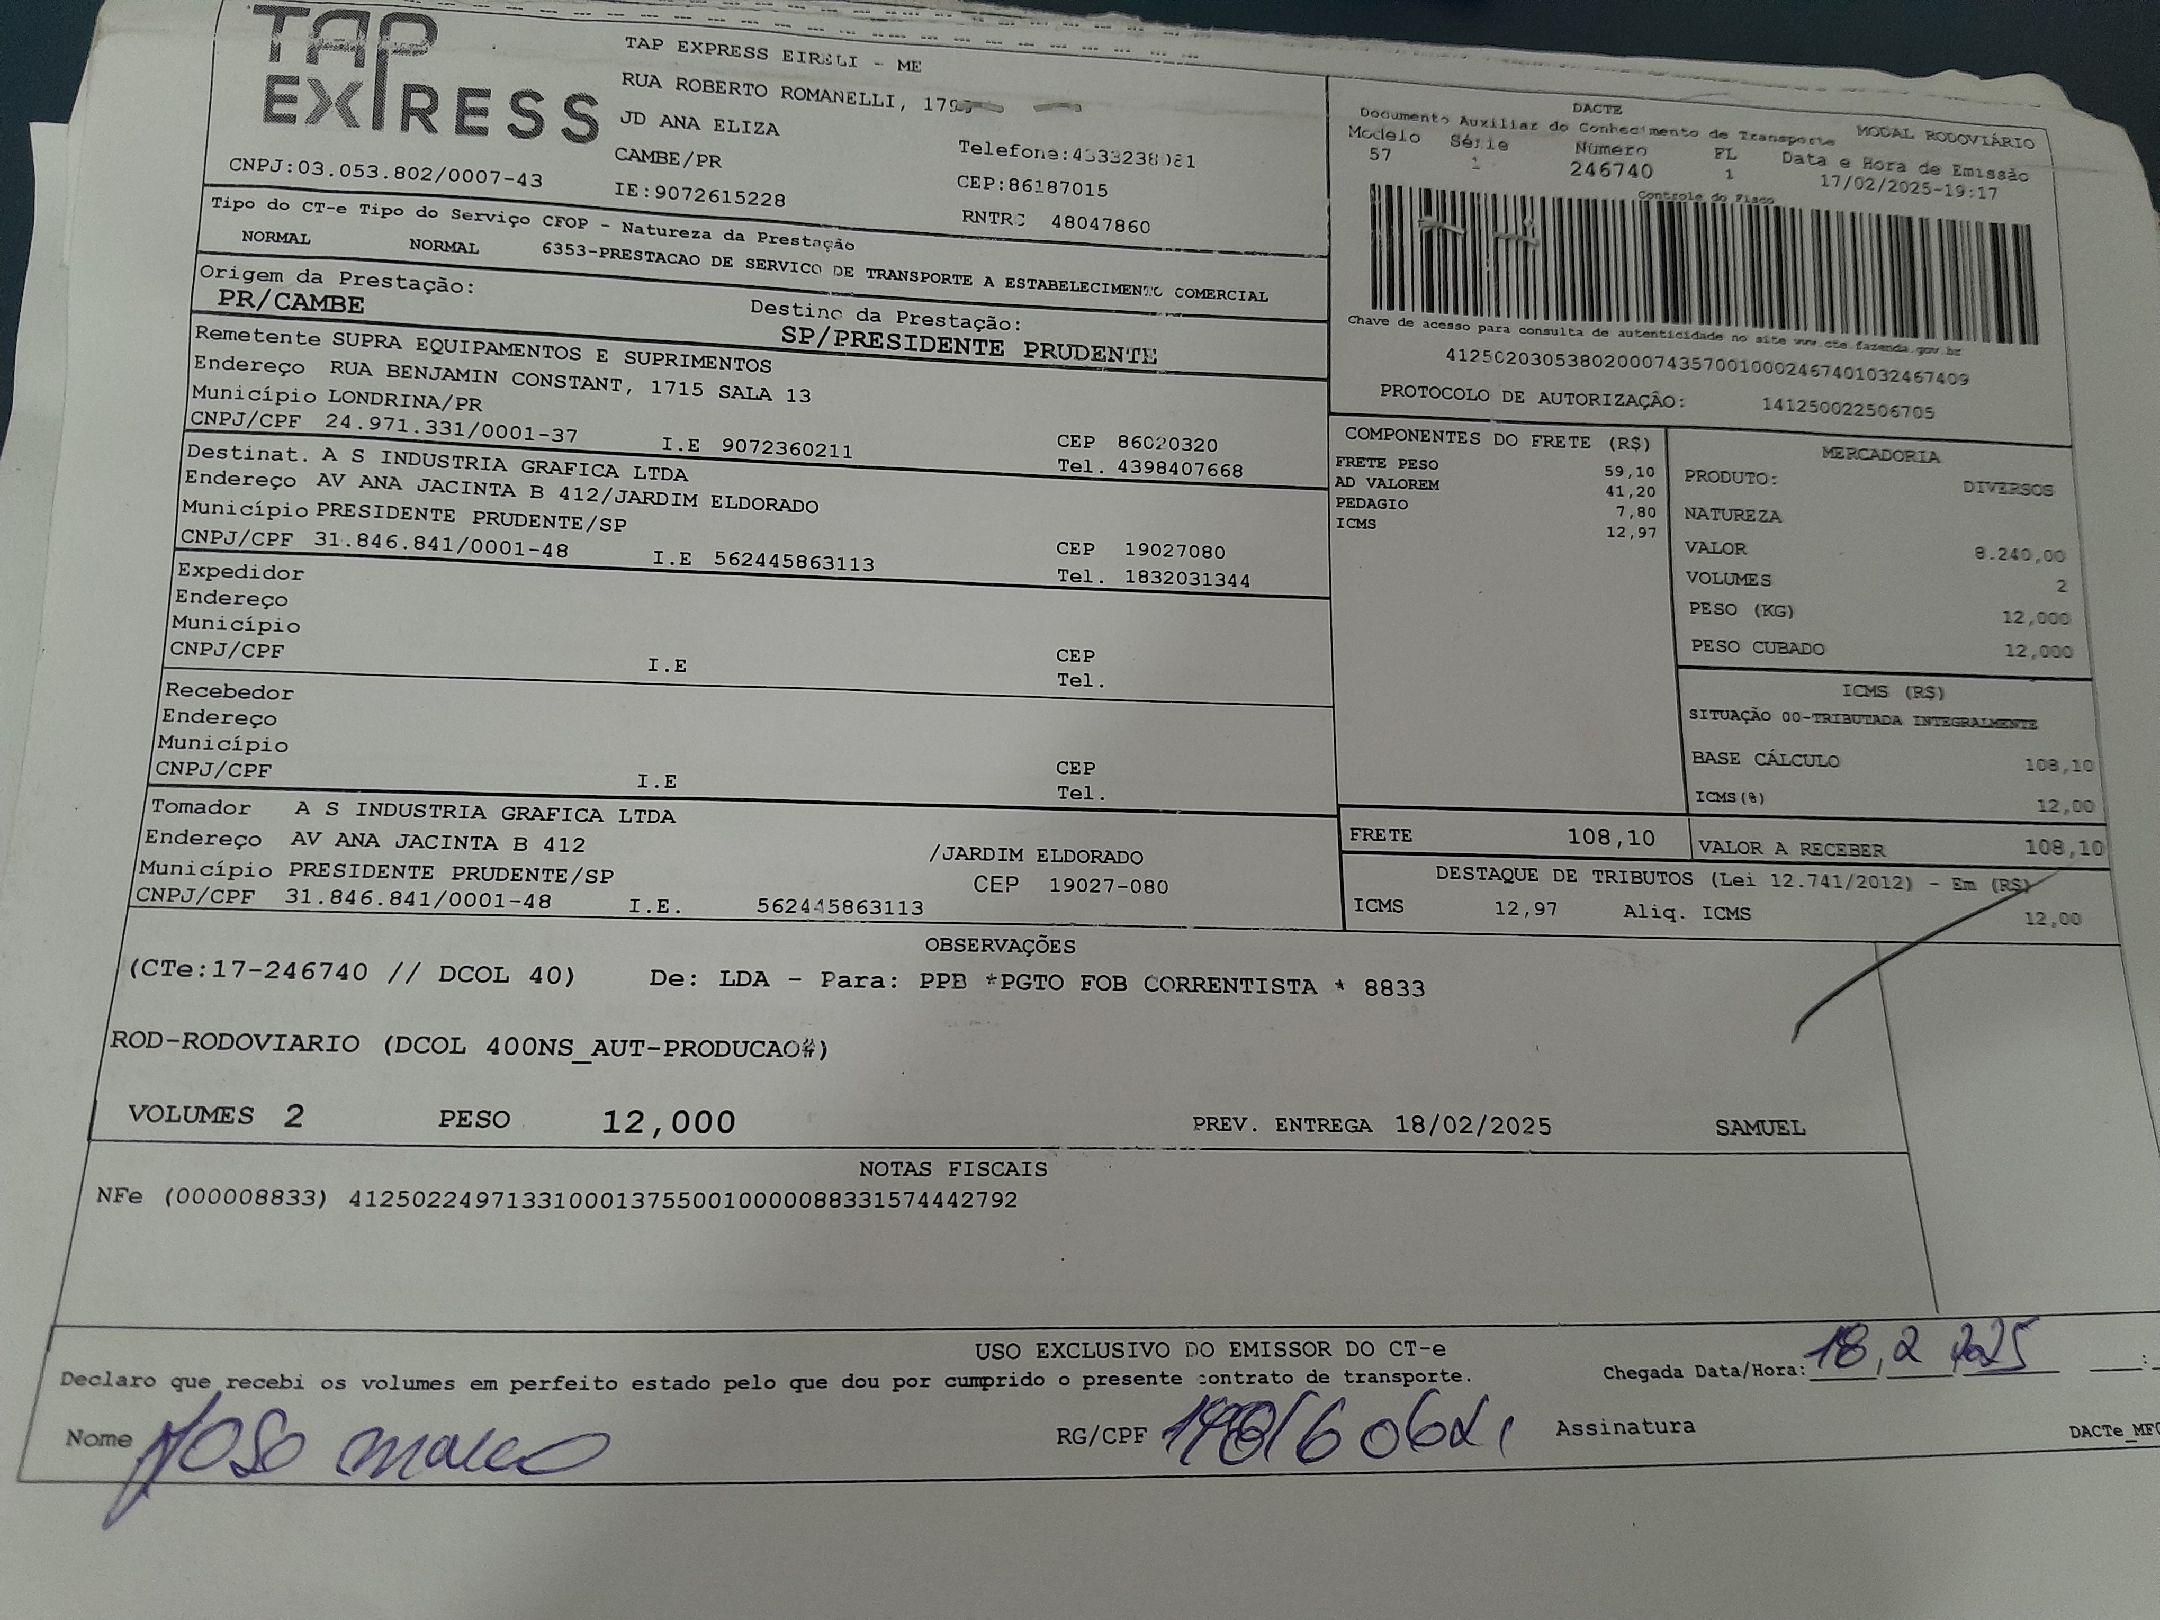 TAP
EXPRESS
TAP EXPRESS EIRELI - ME
RUA ROBERTO ROMANELLI,
JD ANA ELIZA
CAMBE/PR
Telefone:4333238081
CNPJ:03.053.802/0007-43
IE:9072615228
CEP:86187015
RNTRC 48047860
DACTE
Documento Auxiliar do Conhecimento de Transporte MODAL RODOVIÁRIO
Modelo Série Número FL Data e Hora de Emissão
57 1 246740 1 17/02/2025-19:17
Controle do Fisco
Chave de acesso para consulta de autenticidade no site www.cte.fazenda.gov.br
41250203053802000743570010002467401032467409
PROTOCOLO DE AUTORIZAÇÃO: 141250022506705
Tipo do CT-e Tipo do Serviço CFOP - Natureza da Prestação
NORMAL NORMAL 6353-PRESTACAO DE SERVICO DE TRANSPORTE A ESTABELECIMENTO COMERCIAL
Origem da Prestação: Destino da Prestação:
PR/CAMBE SP/PRESIDENTE PRUDENTE
Remetente SUPRA EQUIPAMENTOS E SUPRIMENTOS
Endereço RUA BENJAMIN CONSTANT, 1715 SALA 13
Município LONDRINA/PR CEP 86020320
CNPJ/CPF 24.971.331/0001-37 I.E 9072360211 Tel. 4398407668
Destinat. A S INDUSTRIA GRAFICA LTDA
Endereço AV ANA JACINTA B 412/JARDIM ELDORADO
Município PRESIDENTE PRUDENTE/SP CEP 19027080
CNPJ/CPF 31.846.841/0001-48 I.E 562445863113 Tel. 1832031344
Expedidor
Endereço
Município CEP
CNPJ/CPF I.E Tel.
Recebedor
Endereço
Município CEP
CNPJ/CPF I.E Tel.
Tomador A S INDUSTRIA GRAFICA LTDA
Endereço AV ANA JACINTA B 412 /JARDIM ELDORADO
Município PRESIDENTE PRUDENTE/SP CEP 19027-080
CNPJ/CPF 31.846.841/0001-48 I.E. 562445863113
COMPONENTES DO FRETE (R$)
FRETE PESO 59,10
AD VALOREM 41,20
PEDAGIO 7,80
ICMS 12,97
MERCADORIA
PRODUTO: DIVERSOS
NATUREZA
VALOR 8.240,00
VOLUMES 2
PESO (KG) 12,000
PESO CUBADO 12,000
ICMS (R$)
SITUAÇÃO 00-TRIBUTADA INTEGRALMENTE
BASE CÁLCULO 108,10
ICMS(%) 12,00
FRETE 108,10 VALOR A RECEBER 108,10
DESTAQUE DE TRIBUTOS (Lei 12.741/2012) - Em (R$)
ICMS 12,97 Aliq. ICMS 12,00
OBSERVAÇÕES
(CTe:17-246740 // DCOL 40) De: LDA - Para: PPB *PGTO FOB CORRENTISTA * 8833
ROD-RODOVIARIO (DCOL 400NS_AUT-PRODUCAO#)
VOLUMES 2 PESO 12,000 PREV. ENTREGA 18/02/2025 SAMUEL
NOTAS FISCAIS
NFe (000008833) 41250224971331000137550010000088331574442792
USO EXCLUSIVO DO EMISSOR DO CT-e
Declaro que recebi os volumes em perfeito estado pelo que dou por cumprido o presente contrato de transporte. Chegada Data/Hora: 18,2 2025
Nome RG/CPF Assinatura